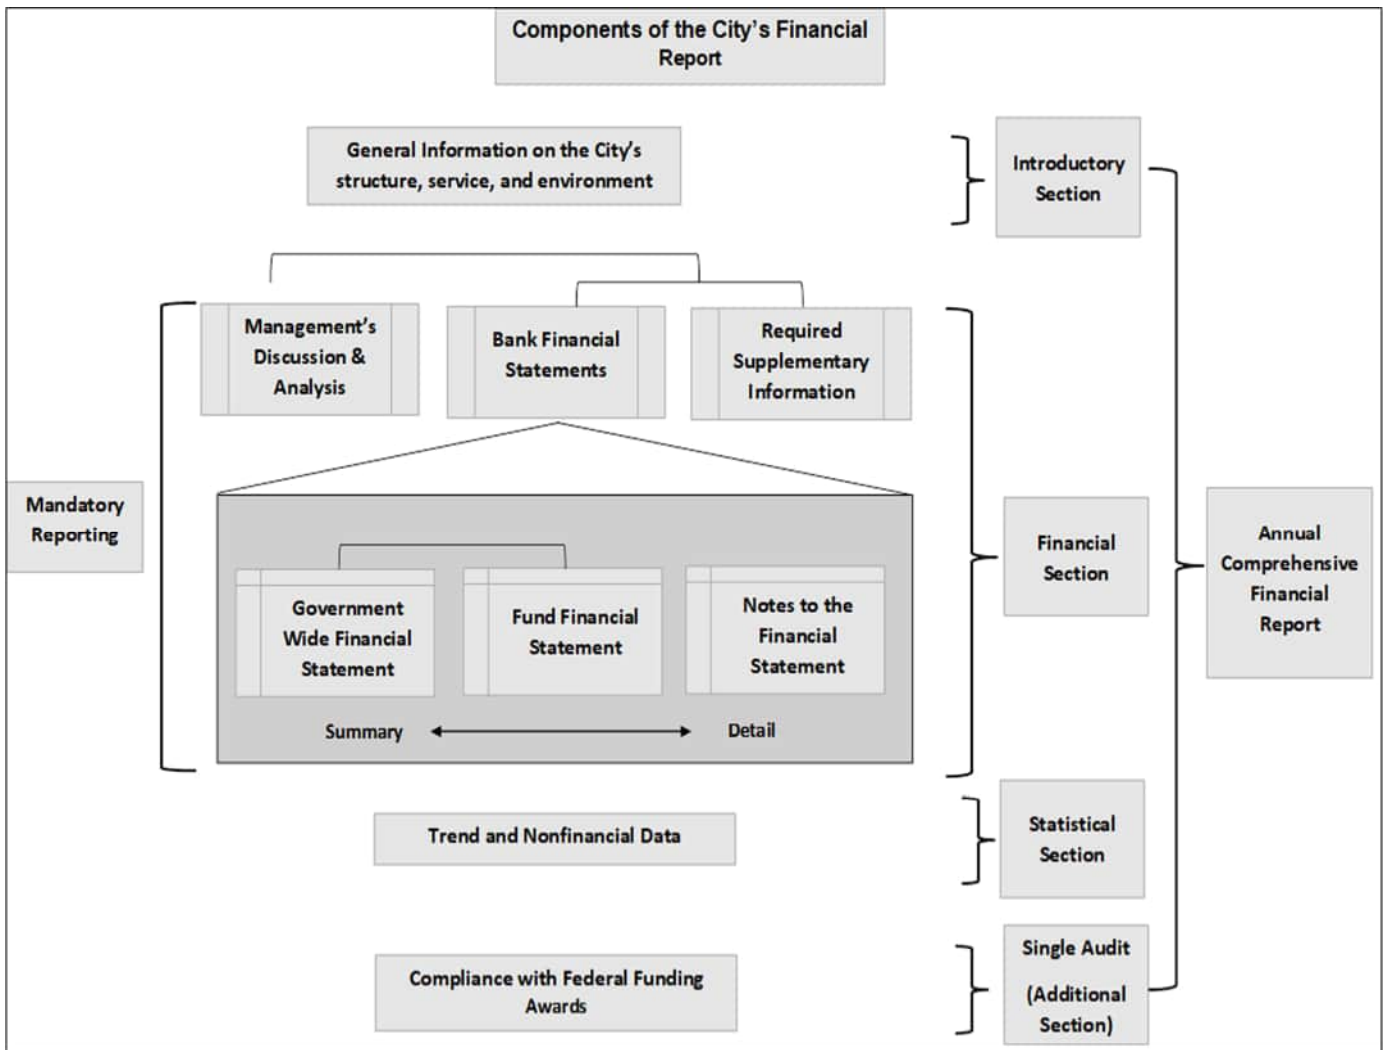 Components of the City's Financial
Report
General Information on the City's
structure, service, and environment
Introductory
Section
Management's
Discussion &
Analysis
Bank Financial
Statements
Required
Supplementary
Information
Mandatory
Reporting
Government
Wide Financial
Statement
Fund Financial
Statement
Notes to the
Financial
Statement
Summary
Detail
Financial
Section
Annual
Comprehensive
Financial
Report
Trend and Nonfinancial Data
Statistical
Section
Compliance with Federal Funding
Awards
Single Audit
(Additional
Section)